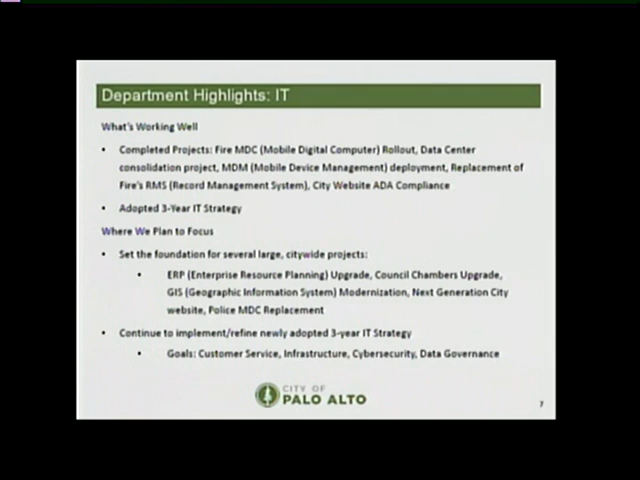 Department Highlights: IT
What's Working Well
• Completed Projects: Fire MDC (Mobile Digital Computer) Rollout, Data Center
consolidation project, MDM (Mobile Device Management) deployment, Replacement of
Fire's RMS (Record Management System), City Website ADA Compliance
• Adopted 3-Year IT Strategy
Where We Plan to Focus
• Set the foundation for several large, citywide projects:
• ERP (Enterprise Resource Planning) Upgrade, Council Chambers Upgrade,
GIS (Geographic Information System) Modernization, Next Generation City
website, Police MDC Replacement
• Continue to implement/refine newly adopted 3-year IT Strategy
• Goals: Customer Service, Infrastructure, Cybersecurity, Data Governance
CITY OF
PALO ALTO
7